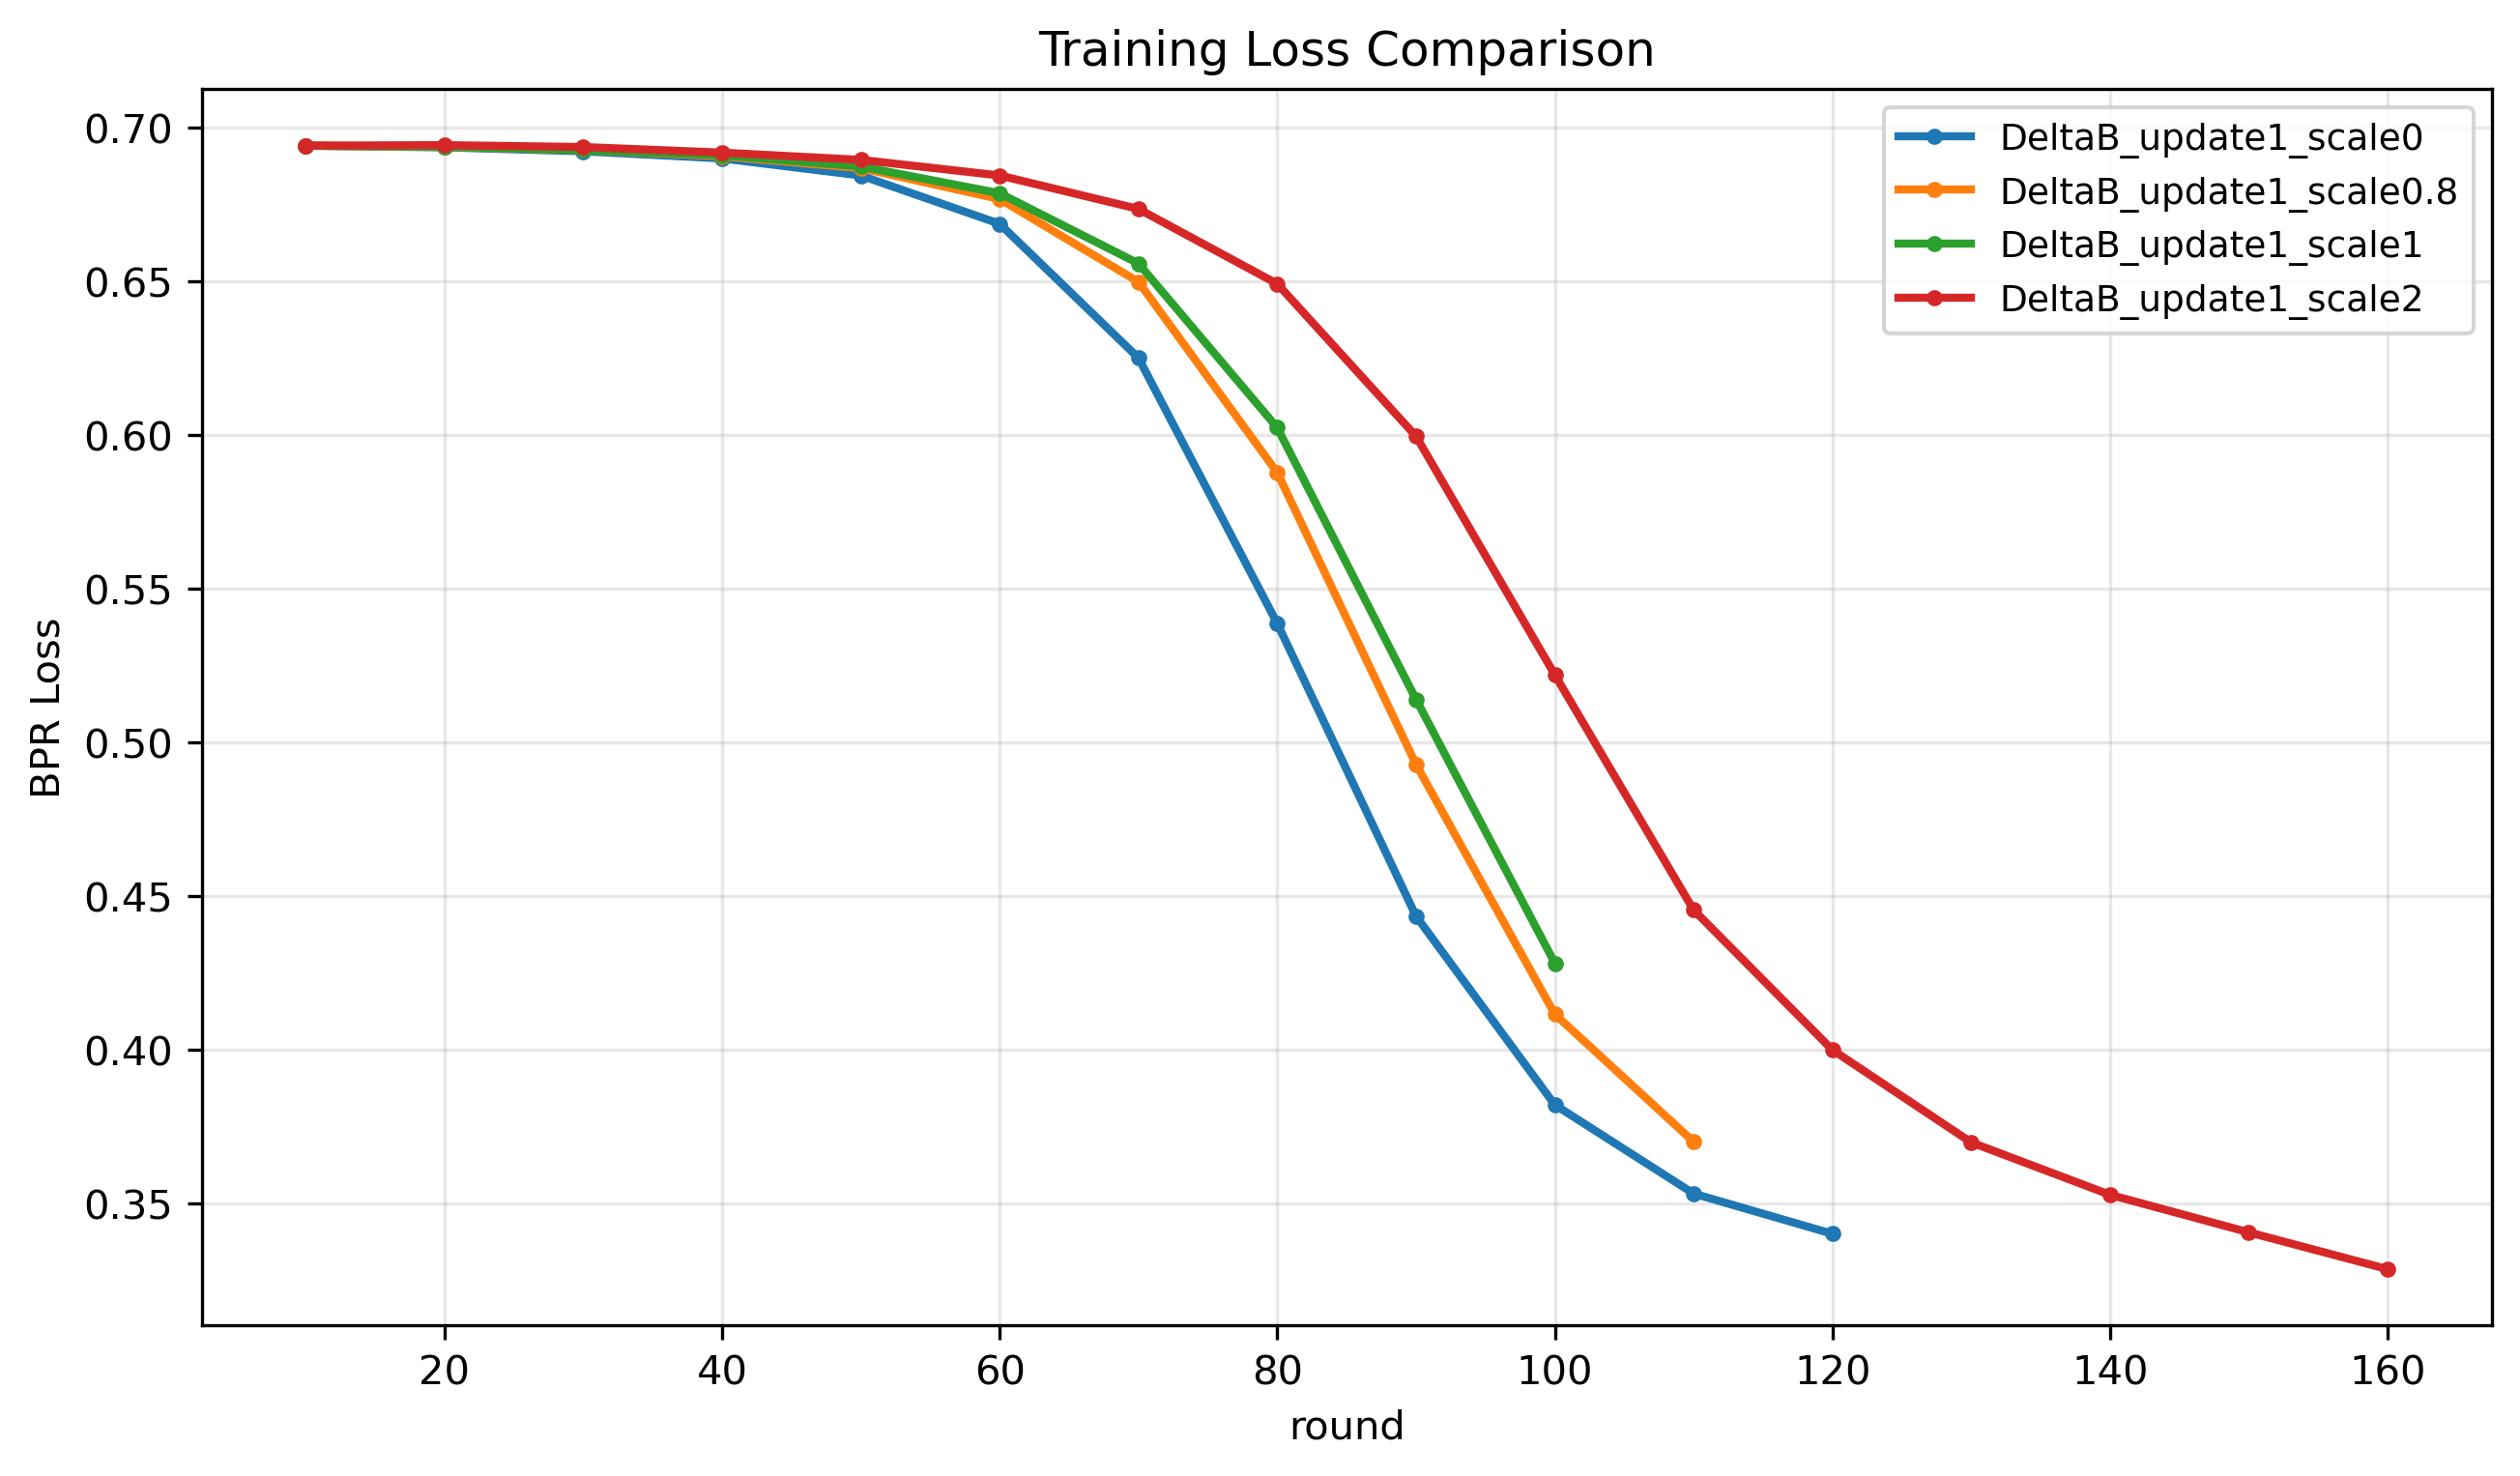 Training Loss Comparison
DeltaB_update1_scale0
DeltaB_update1_scale0.8
DeltaB_update1_scale1
DeltaB_update1_scale2
BPR Loss
0.70
0.65
0.60
0.55
0.50
0.45
0.40
0.35
20 40 60 80 100 120 140 160
round